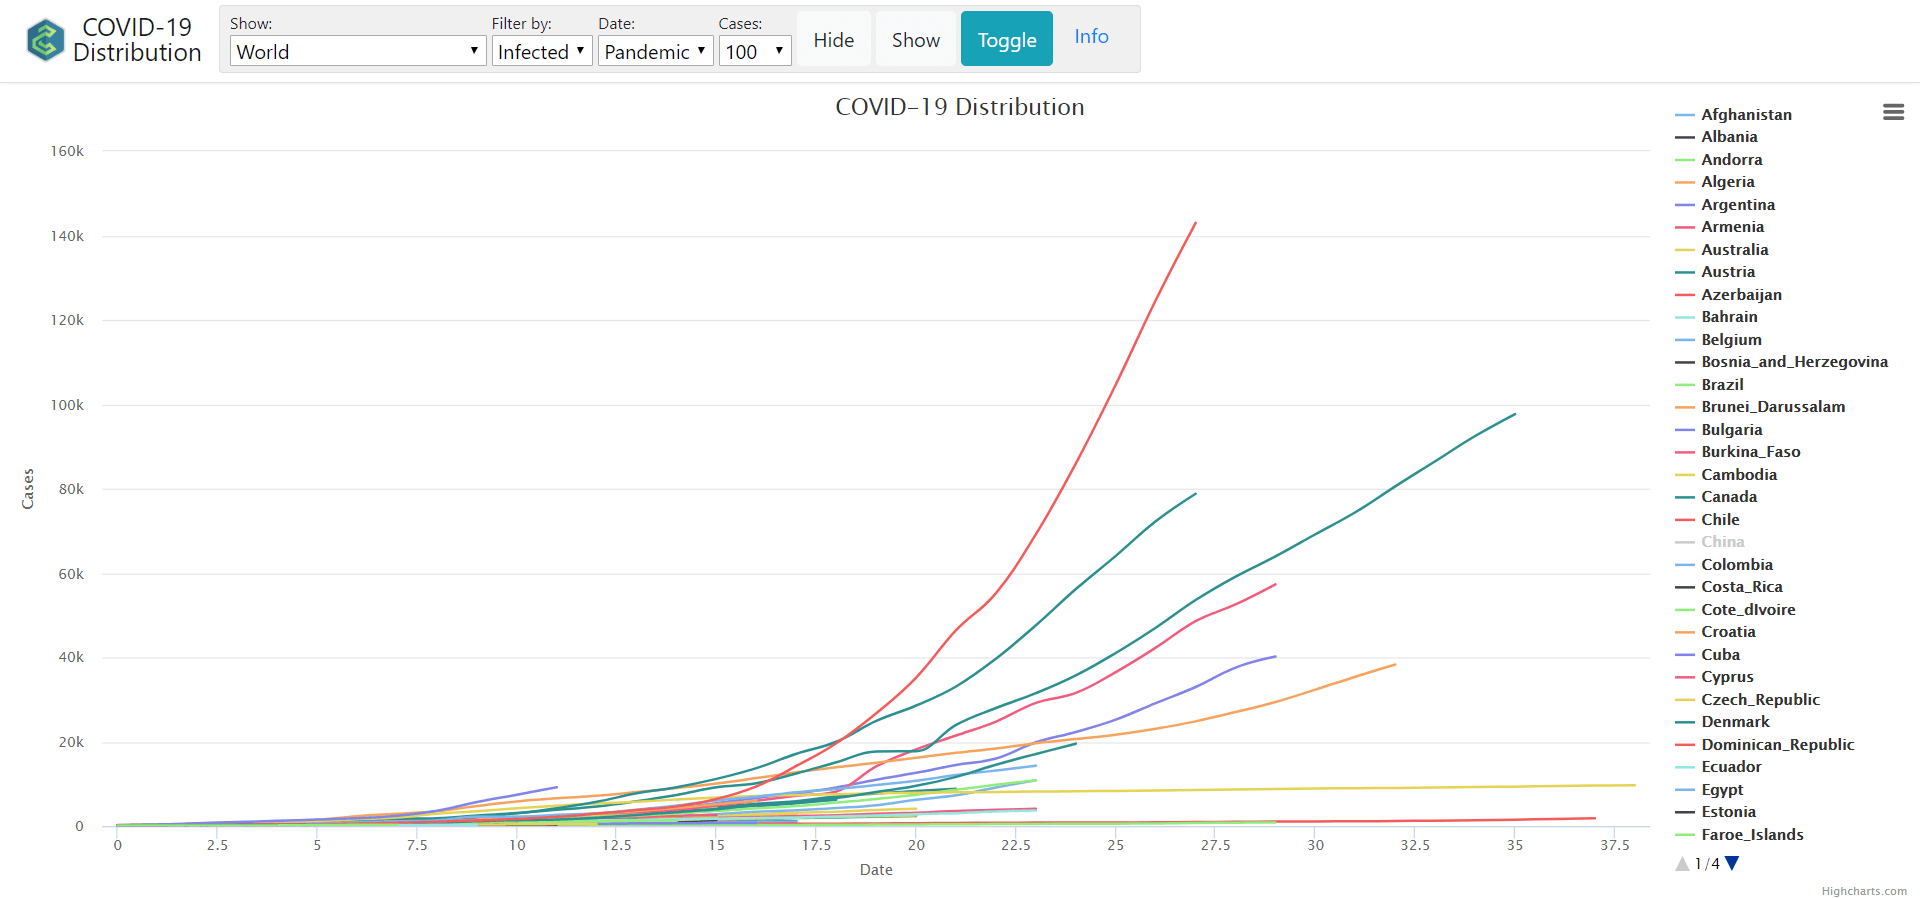 COVID-19
Distribution
Show:
World
Filter by:
Infected
Date:
Pandemic
Cases:
100
Hide
Show
Toggle
Info
COVID-19 Distribution
160k
140k
120k
100k
80k
60k
40k
20k
0
Cases
0 2.5 5 7.5 10 12.5 15 17.5 20 22.5 25 27.5 30 32.5 35 37.5
Date
Afghanistan
Albania
Andorra
Algeria
Argentina
Armenia
Australia
Austria
Azerbaijan
Bahrain
Belgium
Bosnia_and_Herzegovina
Brazil
Brunei_Darussalam
Bulgaria
Burkina_Faso
Cambodia
Canada
Chile
China
Colombia
Costa_Rica
Cote_dIvoire
Croatia
Cuba
Cyprus
Czech_Republic
Denmark
Dominican_Republic
Ecuador
Egypt
Estonia
Faroe_Islands
1/4
Highcharts.com